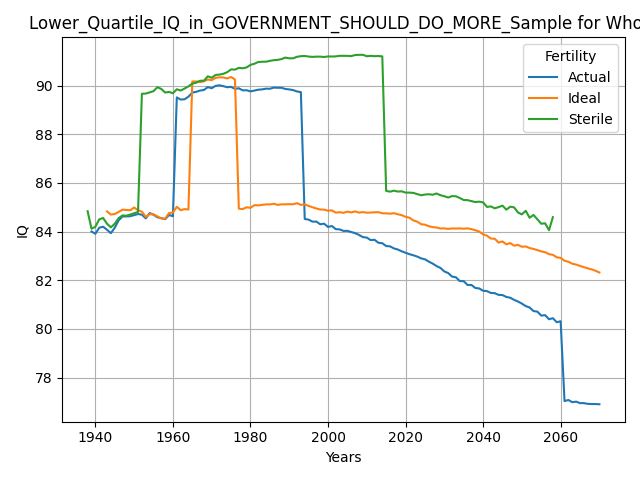 Lower_Quartile_IQ_in_GOVERNMENT_SHOULD_DO_MORE_Sample for Who
Fertility
Actual
Ideal
Sterile
IQ
90
88
86
84
82
80
78
1940 1960 1980 2000 2020 2040 2060
Years